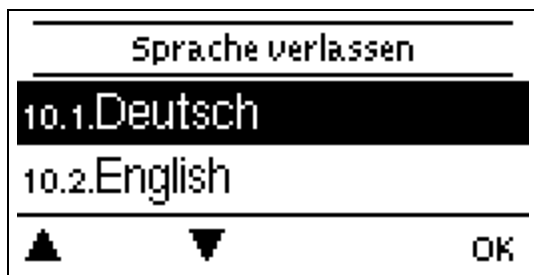 Sprache verlassen
10.1.Deutsch
10.2.English
▲ ▼ OK